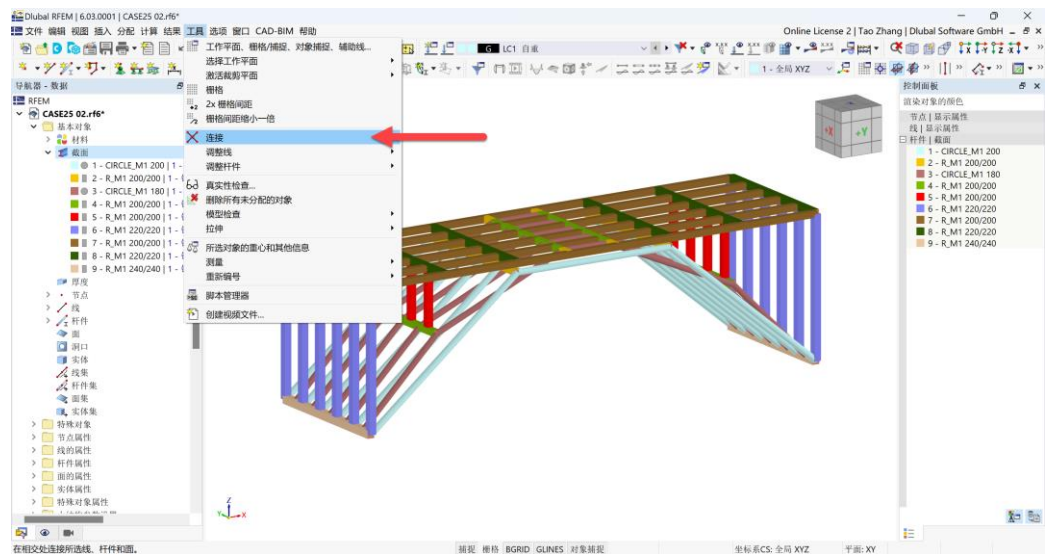 Dlubal RFEM | 6.03.0001 | CASE25 02.rf6*
文件 编辑 视图 插入 分配 计算 结果 工具 选项 窗口 CAD-BIM 帮助
Online License 2 | Tao Zhang | Dlubal Software GmbH
G LC1 自重
1 - 全局 XYZ
导航器 - 数据
RFEM
CASE25 02.rf6*
基本对象
材料
截面
1 - CIRCLE_M1 200 | 1 -
2 - R_M1 200/200 | 1 -
3 - CIRCLE_M1 180 | 1 -
4 - R_M1 200/200 | 1 -
5 - R_M1 200/200 | 1 -
6 - R_M1 220/220 | 1 -
7 - R_M1 200/200 | 1 -
8 - R_M1 220/220 | 1 -
9 - R_M1 240/240 | 1 -
厚度
节点
线
杆件
面
洞口
实体
线集
杆件集
面集
实体集
特殊对象
节点属性
线的属性
杆件属性
面的属性
实体属性
特殊对象属性
工作平面、栅格/捕捉、对象捕捉、辅助线...
选择工作平面
激活裁剪平面
栅格
2x 栅格间距
栅格间距缩小一倍
连接
调整线
调整杆件
真实性检查...
删除所有未分配的对象
模型检查
拉伸
所选对象的重心和其他信息
测量
重新编号
脚本管理器
创建视频文件...
+X
+Y
Z
Y
X
控制面板
渲染对象的颜色
节点 | 显示属性
线 | 显示属性
杆件 | 截面
1 - CIRCLE_M1 200
2 - R_M1 200/200
3 - CIRCLE_M1 180
4 - R_M1 200/200
5 - R_M1 200/200
6 - R_M1 220/220
7 - R_M1 200/200
8 - R_M1 220/220
9 - R_M1 240/240
在相交处连接所选线、杆件和面。
捕捉 栅格 BGRID GLINES 对象捕捉
坐标系CS: 全局 XYZ
平面: XY